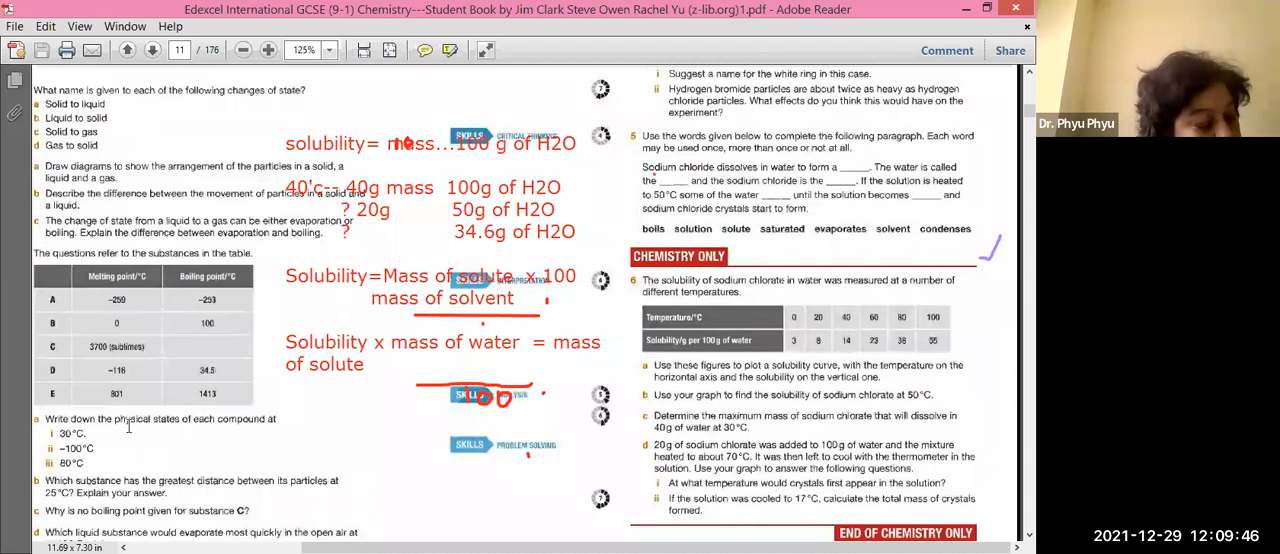 Edexcel International GCSE (9-1) Chemistry---Student Book by Jim Clark Steve Owen Rachel Yu (z-lib.org)1.pdf - Adobe Reader
File Edit View Window Help
11 / 176
125%
Comment
Share
What name is given to each of the following changes of state?
a Solid to liquid
b Liquid to solid
c Solid to gas
d Gas to solid
a Draw diagrams to show the arrangement of the particles in a solid, a
liquid and a gas.
b Describe the difference between the movement of particles in a solid and
a liquid.
c The change of state from a liquid to a gas can be either evaporation or
boiling. Explain the difference between evaporation and boiling.
The questions refer to the substances in the table.
Melting point/°C Boiling point/°C
A −259 −253
B 0 100
C 3700 (sublimes)
D −116 34.5
E 801 1413
a Write down the physical states of each compound at
i 30°C.
ii −100°C
iii 80°C
b Which substance has the greatest distance between its particles at
25°C? Explain your answer.
c Why is no boiling point given for substance C?
d Which liquid substance would evaporate most quickly in the open air at
11.69 x 7.30 in
SKILLS CRITICAL THINKING
solubility= mass...100 g of H2O
10
40'c-- 40g mass 100g of H2O
? 20g 50g of H2O
? 34.6g of H2O
SKILLS INTERPRETATION
Solubility=Mass of solute x 100
mass of solvent
Solubility x mass of water = mass
of solute
100
SKILLS
SKILLS PROBLEM SOLVING
7
4
6
5
6
7
i Suggest a name for the white ring in this case.
ii Hydrogen bromide particles are about twice as heavy as hydrogen
chloride particles. What effects do you think this would have on the
experiment?
5 Use the words given below to complete the following paragraph. Each word
may be used once, more than once or not at all.
Sodium chloride dissolves in water to form a ______. The water is called
the ______ and the sodium chloride is the ______. If the solution is heated
to 50°C some of the water ______ until the solution becomes ______ and
sodium chloride crystals start to form.
boils solution solute saturated evaporates solvent condenses
CHEMISTRY ONLY
6 The solubility of sodium chlorate in water was measured at a number of
different temperatures.
Temperature/°C 0 20 40 60 80 100
Solubility/g per 100g of water 3 8 14 23 38 55
a Use these figures to plot a solubility curve, with the temperature on the
horizontal axis and the solubility on the vertical one.
b Use your graph to find the solubility of sodium chlorate at 50°C.
c Determine the maximum mass of sodium chlorate that will dissolve in
40g of water at 30°C.
d 20g of sodium chlorate was added to 100g of water and the mixture
heated to about 70°C. It was then left to cool with the thermometer in the
solution. Use your graph to answer the following questions.
i At what temperature would crystals first appear in the solution?
ii If the solution was cooled to 17°C, calculate the total mass of crystals
formed.
END OF CHEMISTRY ONLY
Dr. Phyu Phyu
2021-12-29 12:09:46